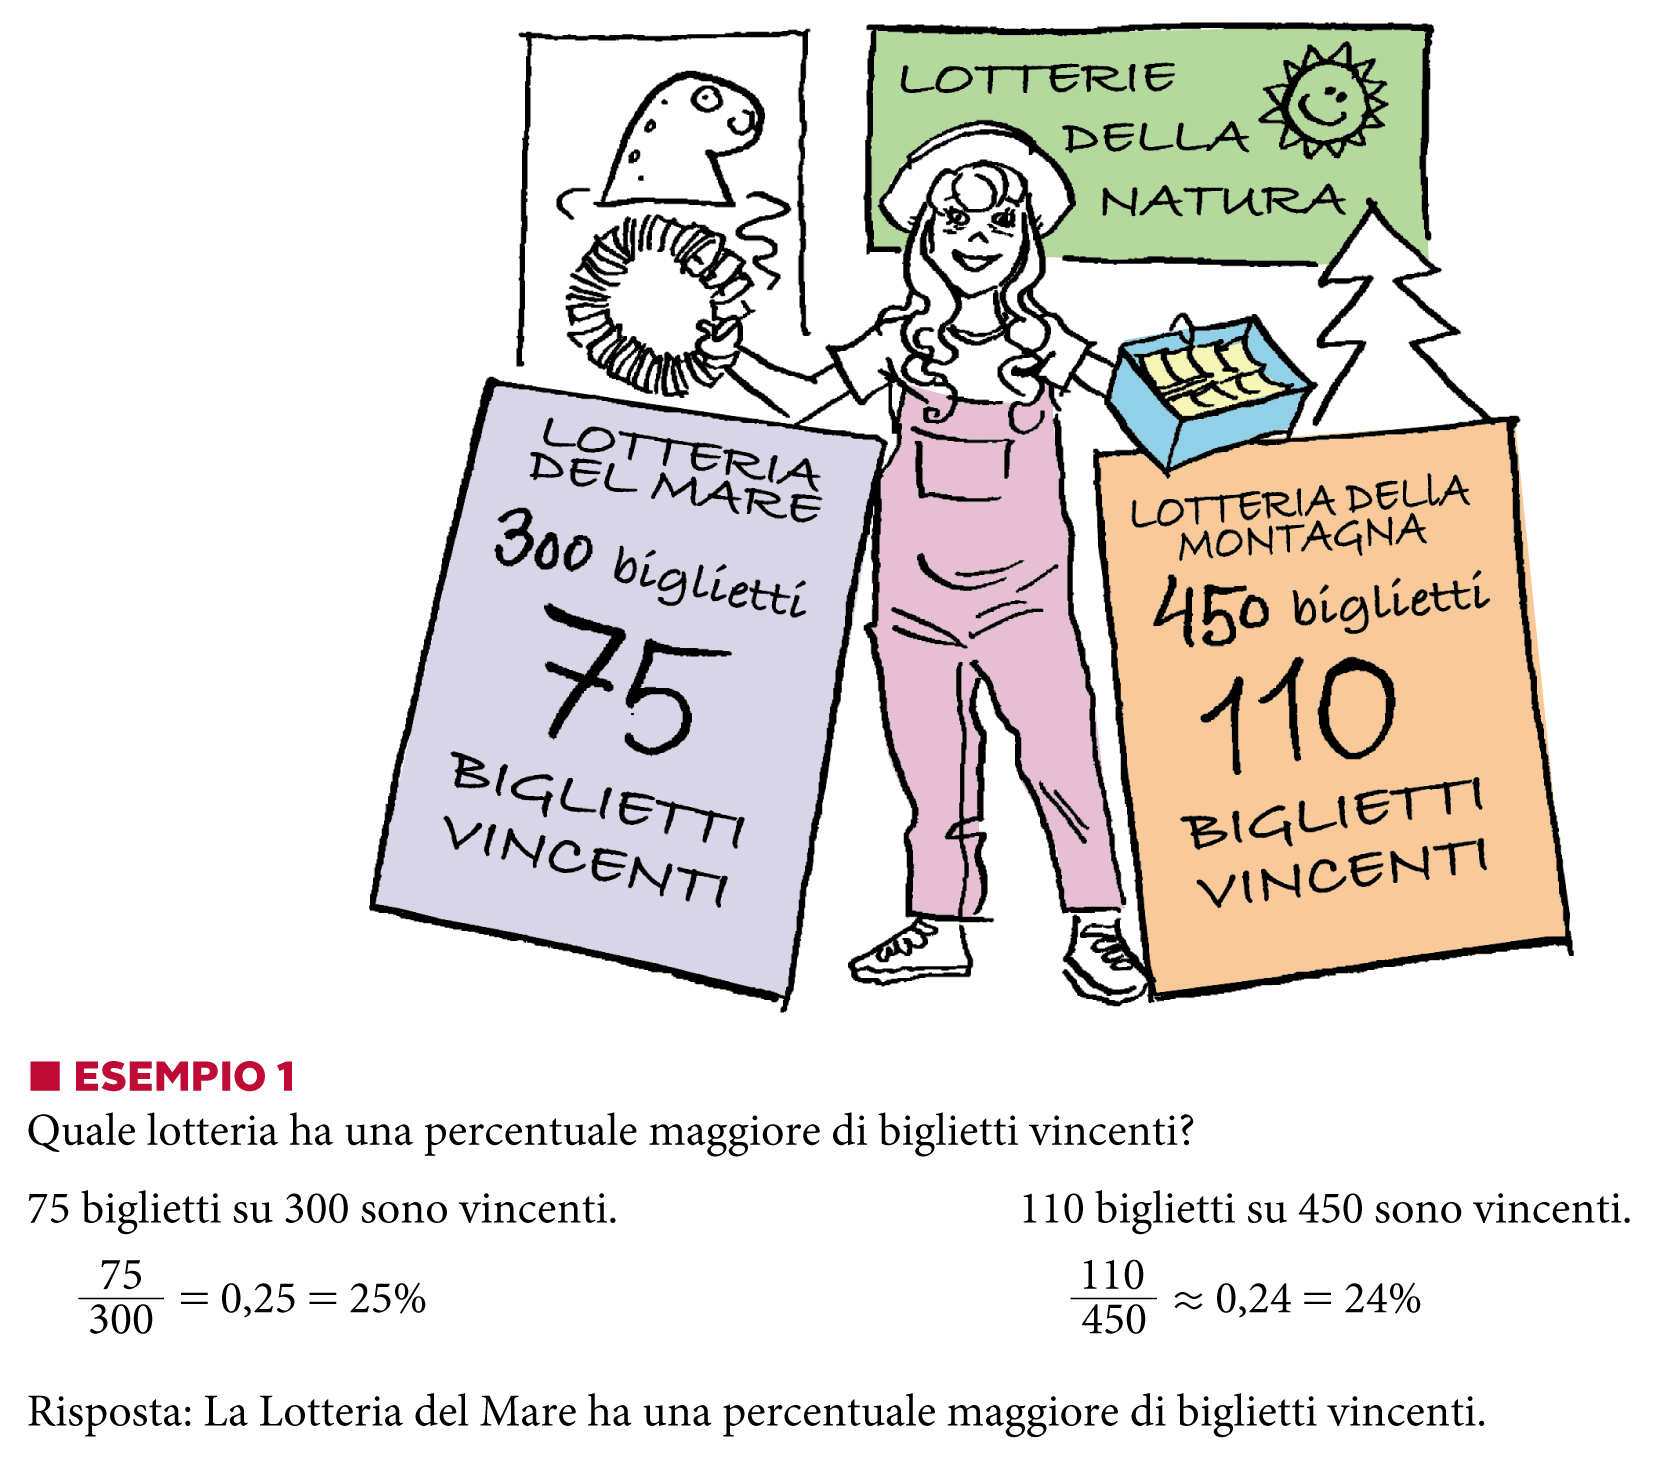 LOTTERIE
DELLA
NATURA
LOTTERIA
DEL MARE
300 biglietti
75
BIGLIETTI
VINCENTI
LOTTERIA DELLA
MONTAGNA
450 biglietti
110
BIGLIETTI
VINCENTI
■ ESEMPIO 1
Quale lotteria ha una percentuale maggiore di biglietti vincenti?
75 biglietti su 300 sono vincenti.
75/300 = 0,25 = 25%
110 biglietti su 450 sono vincenti.
110/450 ≈ 0,24 = 24%
Risposta: La Lotteria del Mare ha una percentuale maggiore di biglietti vincenti.